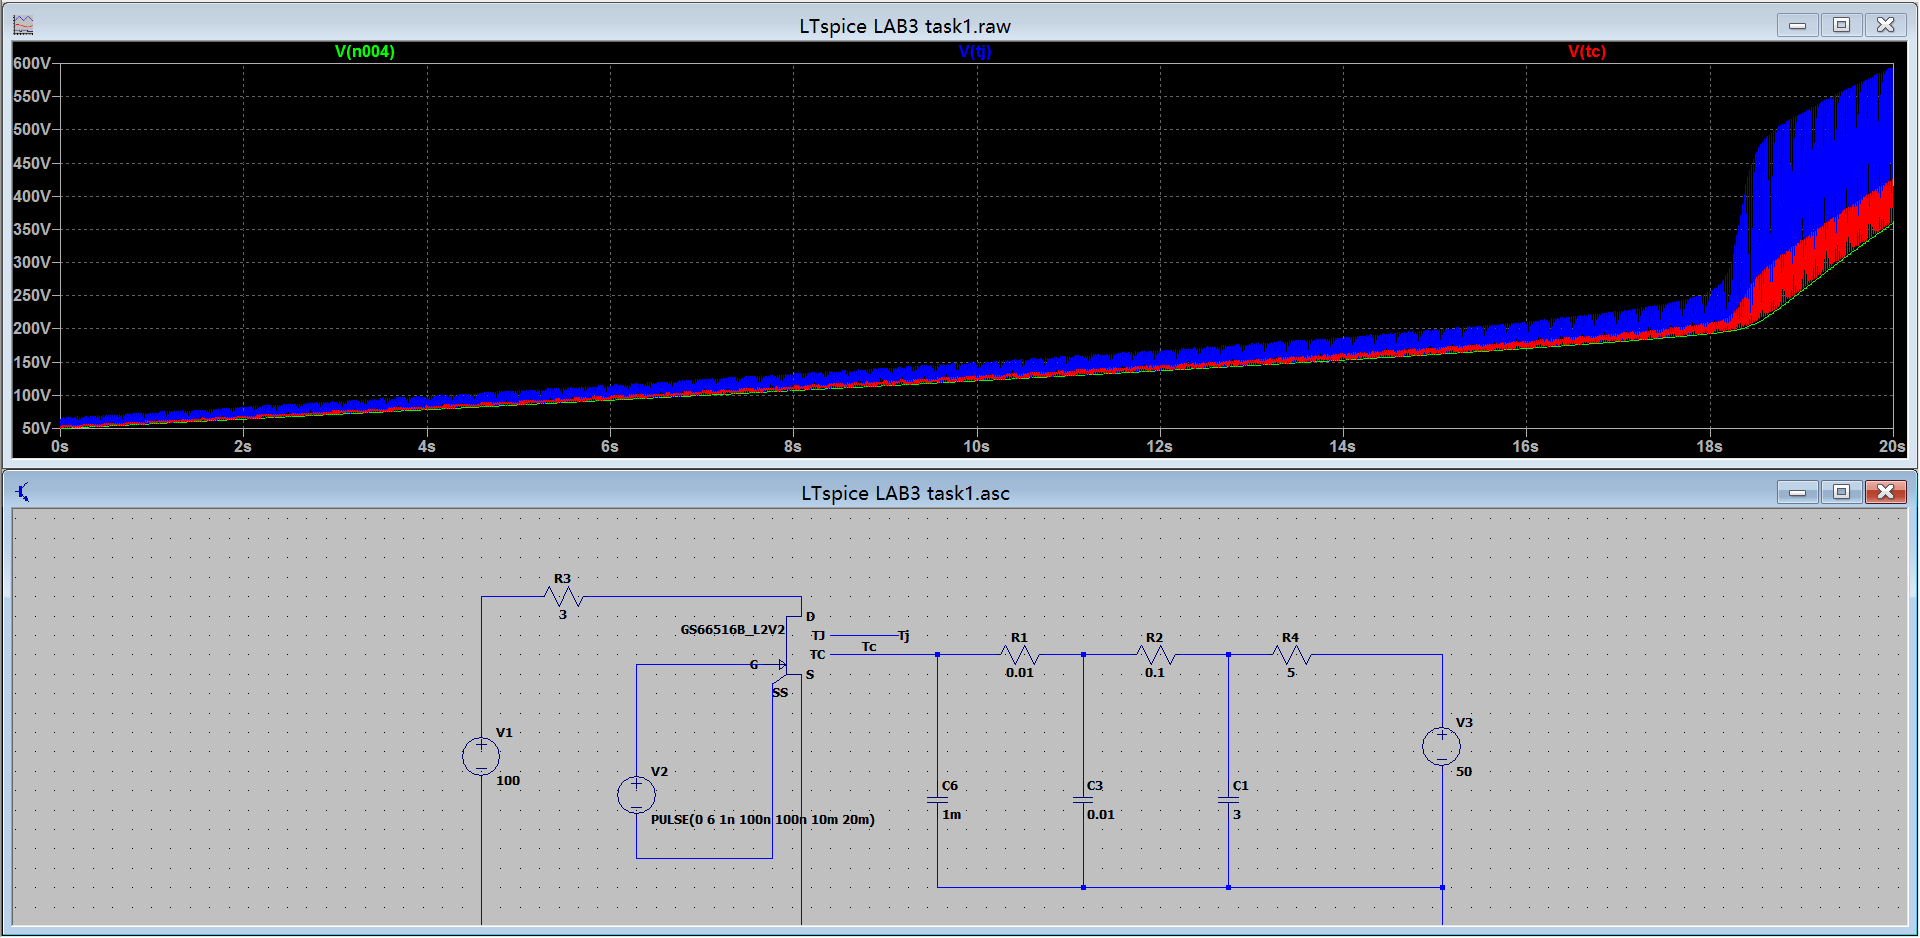 LTspice LAB3 task1.raw
V(n004) V(tj) V(tc)
600V
550V
500V
450V
400V
350V
300V
250V
200V
150V
100V
50V
0s 2s 4s 6s 8s 10s 12s 14s 16s 18s 20s
LTspice LAB3 task1.asc
R3
3
D
GS66516B_L2V2
TJ
Tj
Tc
TC
G
S
SS
R1
0.01
R2
0.1
R4
5
V1
100
V2
PULSE(0 6 1n 100n 100n 10m 20m)
V3
50
C6
1m
C3
0.01
C1
3